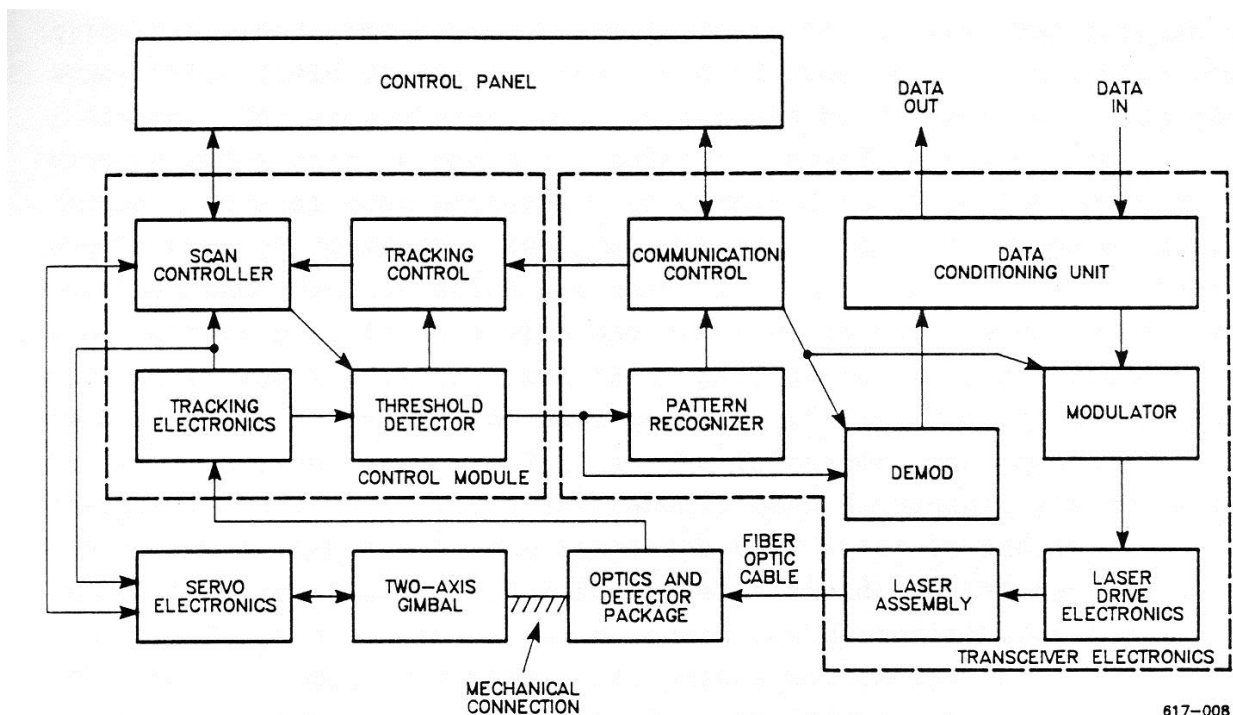 CONTROL PANEL
DATA
OUT
DATA
IN
SCAN
CONTROLLER
TRACKING
CONTROL
COMMUNICATION
CONTROL
DATA
CONDITIONING UNIT
TRACKING
ELECTRONICS
THRESHOLD
DETECTOR
PATTERN
RECOGNIZER
MODULATOR
DEMOD
CONTROL MODULE
SERVO
ELECTRONICS
TWO-AXIS
GIMBAL
OPTICS AND
DETECTOR
PACKAGE
FIBER
OPTIC
CABLE
LASER
ASSEMBLY
LASER
DRIVE
ELECTRONICS
TRANSCEIVER ELECTRONICS
MECHANICAL
CONNECTION
617-008